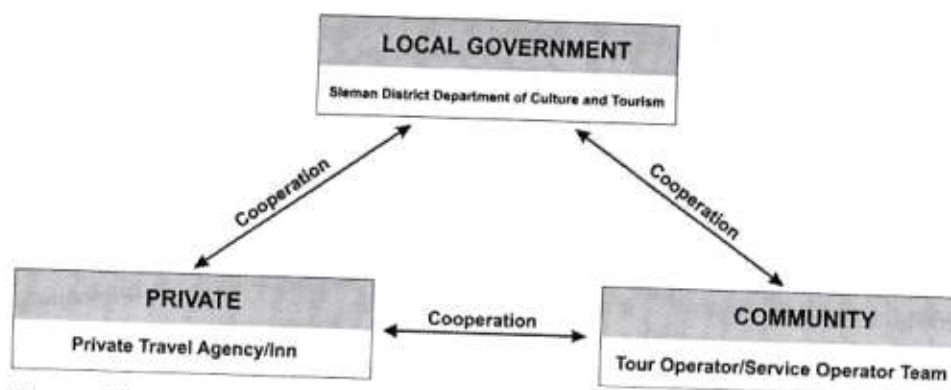 LOCAL GOVERNMENT
Sleman District Department of Culture and Tourism
Cooperation
Cooperation
PRIVATE
Private Travel Agency/Inn
Cooperation
COMMUNITY
Tour Operator/Service Operator Team